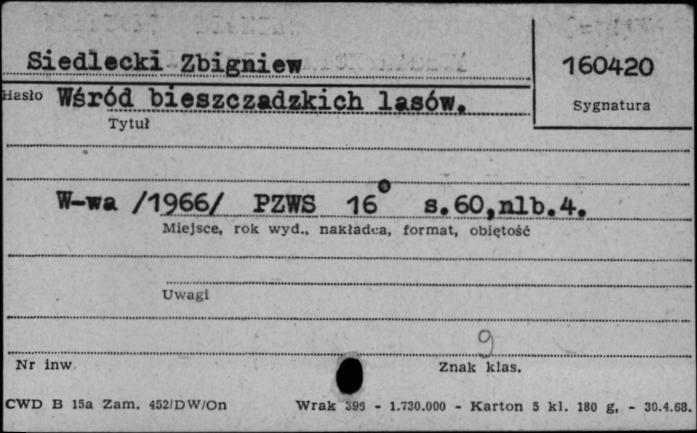 Siedlecki Zbigniew
160420
Hasło Wśród bieszczadzkich lasów.
Sygnatura
Tytuł
W-wa /1966/ PZWS 16° s.60,nlb.4.
Miejsce, rok wyd., nakładca, format, objętość
Uwagi
9
Nr inw
Znak klas.
CWD B 15a Zam. 452/DW/On Wrak 396 - 1.730.000 - Karton 5 kl. 180 g. - 30.4.68.